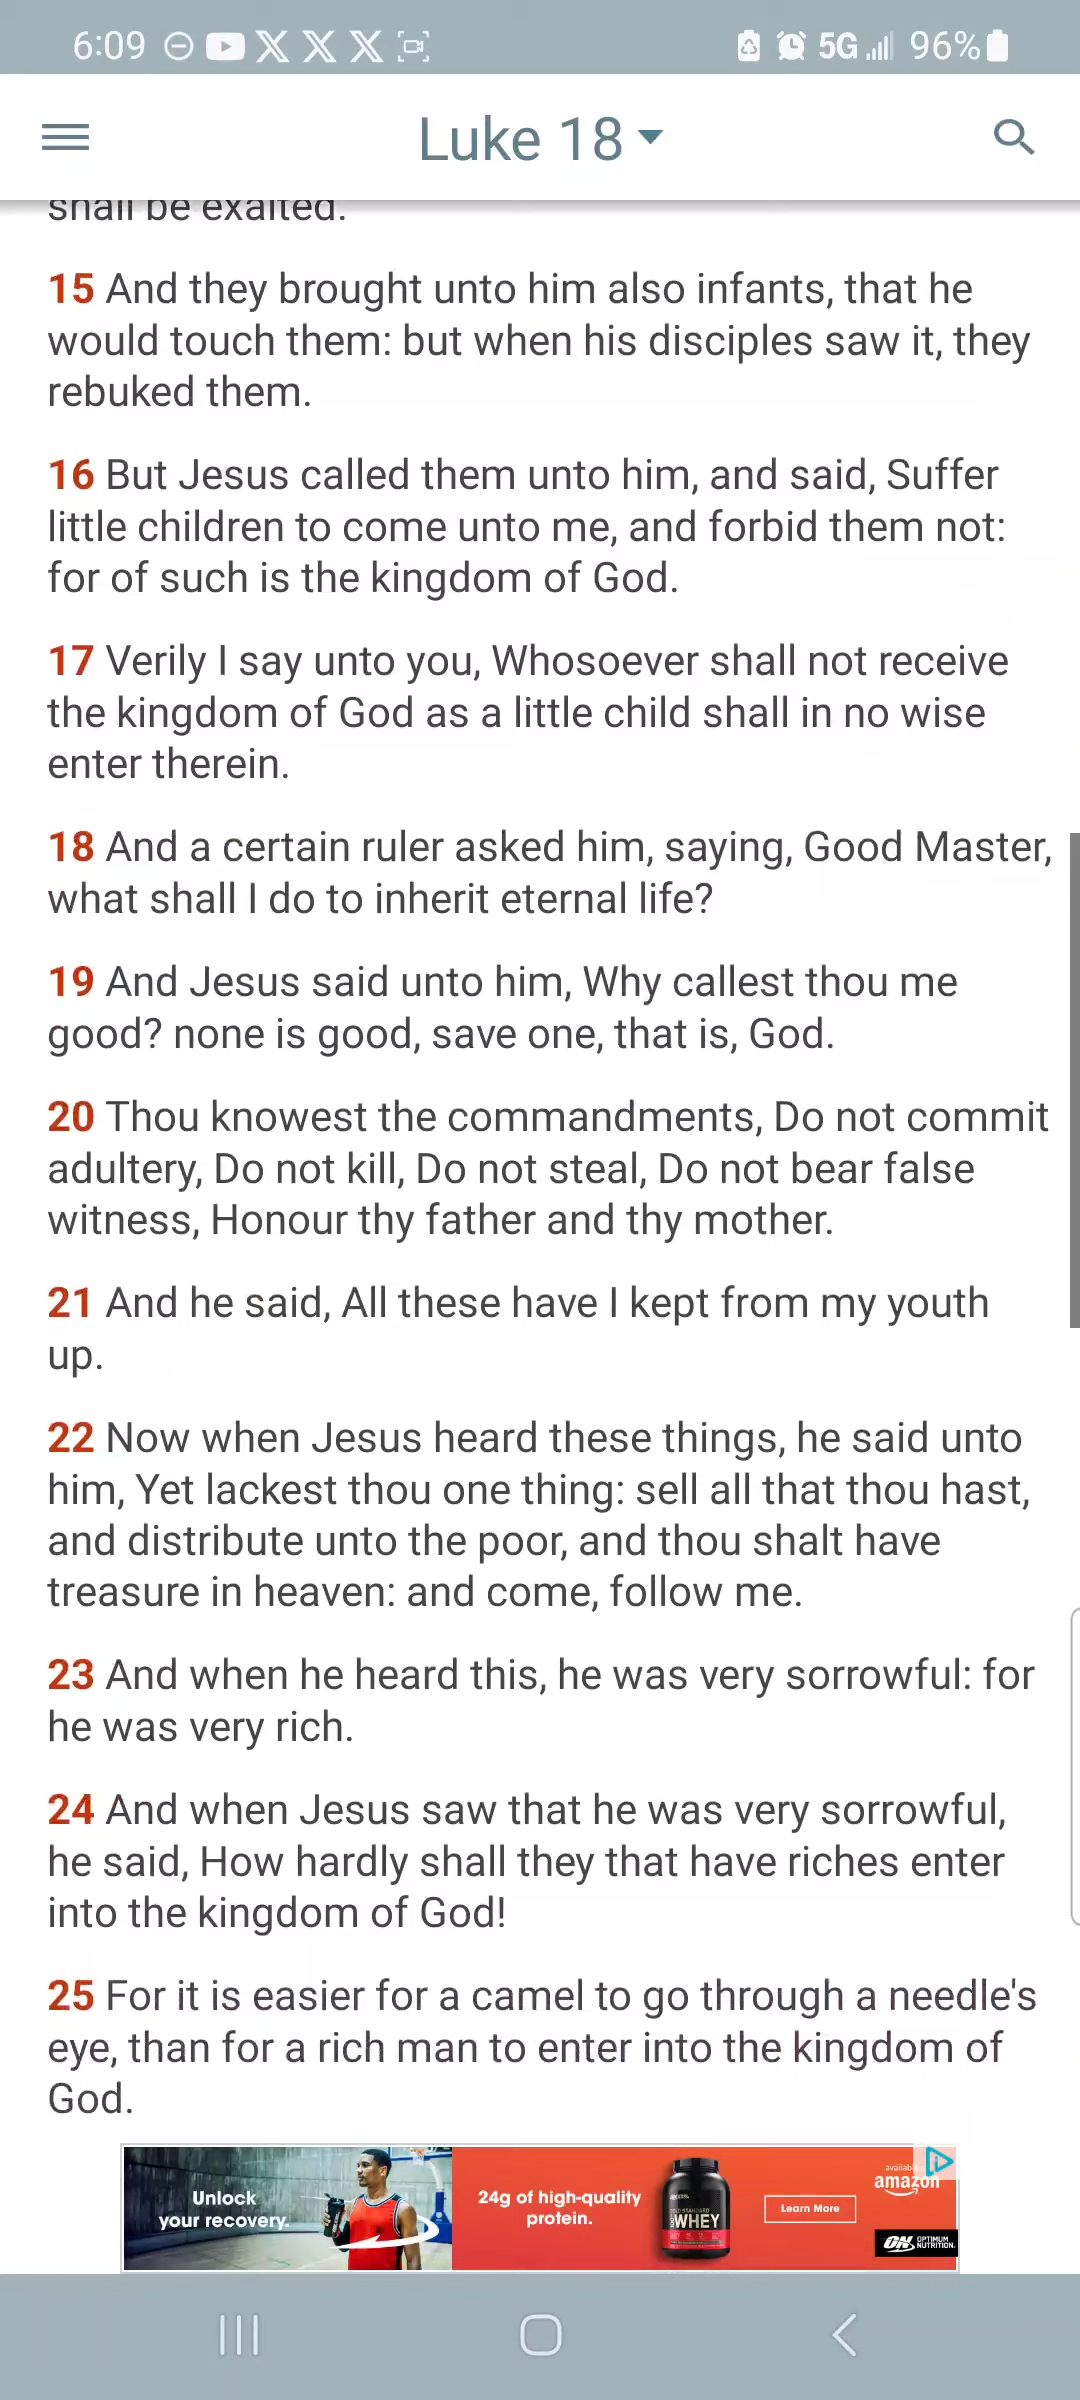 6:09
5G 96%
Luke 18
shall be exalted.
15 And they brought unto him also infants, that he
would touch them: but when his disciples saw it, they
rebuked them.
16 But Jesus called them unto him, and said, Suffer
little children to come unto me, and forbid them not:
for of such is the kingdom of God.
17 Verily I say unto you, Whosoever shall not receive
the kingdom of God as a little child shall in no wise
enter therein.
18 And a certain ruler asked him, saying, Good Master,
what shall I do to inherit eternal life?
19 And Jesus said unto him, Why callest thou me
good? none is good, save one, that is, God.
20 Thou knowest the commandments, Do not commit
adultery, Do not kill, Do not steal, Do not bear false
witness, Honour thy father and thy mother.
21 And he said, All these have I kept from my youth
up.
22 Now when Jesus heard these things, he said unto
him, Yet lackest thou one thing: sell all that thou hast,
and distribute unto the poor, and thou shalt have
treasure in heaven: and come, follow me.
23 And when he heard this, he was very sorrowful: for
he was very rich.
24 And when Jesus saw that he was very sorrowful,
he said, How hardly shall they that have riches enter
into the kingdom of God!
25 For it is easier for a camel to go through a needle's
eye, than for a rich man to enter into the kingdom of
God.
Unlock
your recovery.
24g of high-quality
protein.
GOLD STANDARD
WHEY
Learn More
amazon
ON OPTIMUM
NUTRITION